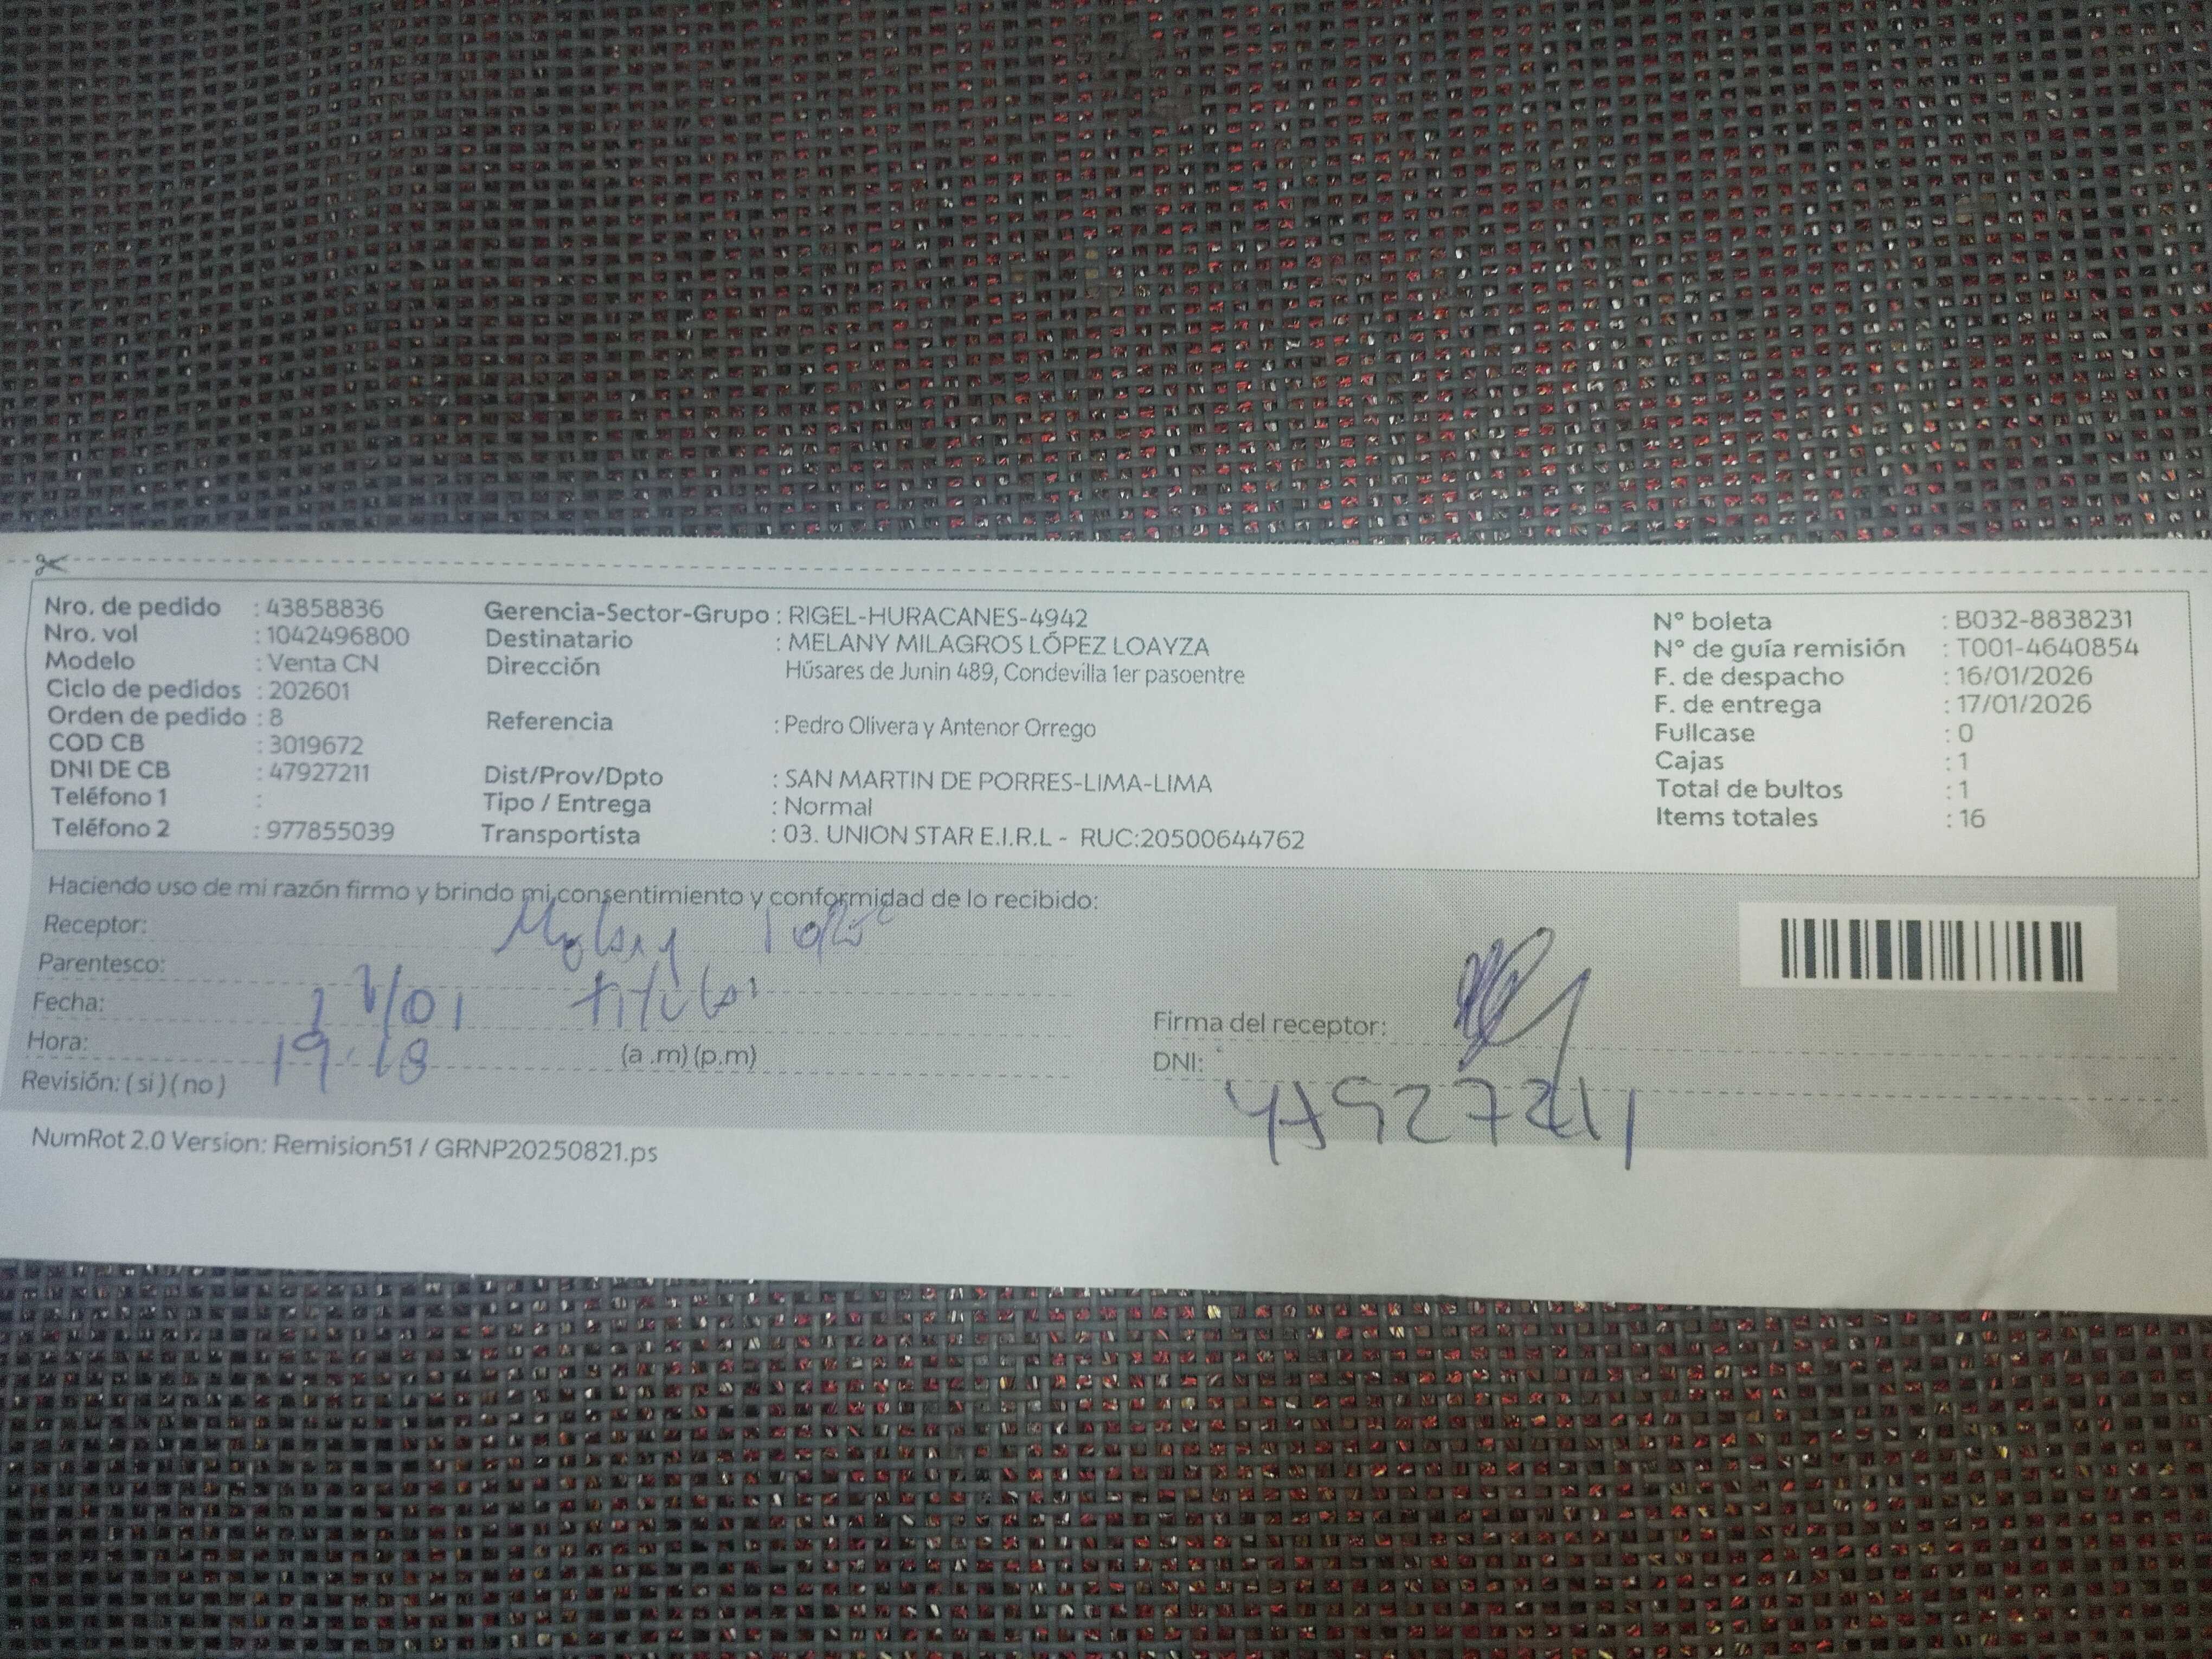 Nro. de pedido : 43858836
Nro. vol : 1042496800
Modelo : Venta CN
Ciclo de pedidos : 202601
Orden de pedido : 8
COD CB : 3019672
DNI DE CB : 47927211
Teléfono 1 :
Teléfono 2 : 977855039
Gerencia-Sector-Grupo : RIGEL-HURACANES-4942
Destinatario : MELANY MILAGROS LÓPEZ LOAYZA
Dirección Húsares de Junin 489, Condevilla 1er pasoentre
Referencia : Pedro Olivera y Antenor Orrego
Dist/Prov/Dpto : SAN MARTIN DE PORRES-LIMA-LIMA
Tipo / Entrega : Normal
Transportista : 03. UNION STAR E.I.R.L - RUC:20500644762
N° boleta : B032-8838231
N° de guía remisión : T001-4640854
F. de despacho : 16/01/2026
F. de entrega : 17/01/2026
Fullcase : 0
Cajas : 1
Total de bultos : 1
Items totales : 16
Haciendo uso de mi razón firmo y brindo mi consentimiento y conformidad de lo recibido:
Receptor:
Parentesco: titular
Fecha:
Hora: 19:18 (a .m) (p.m)
Revisión: ( si ) ( no )
Firma del receptor:
DNI: 47927211
NumRot 2.0 Version: Remision51 / GRNP20250821.ps